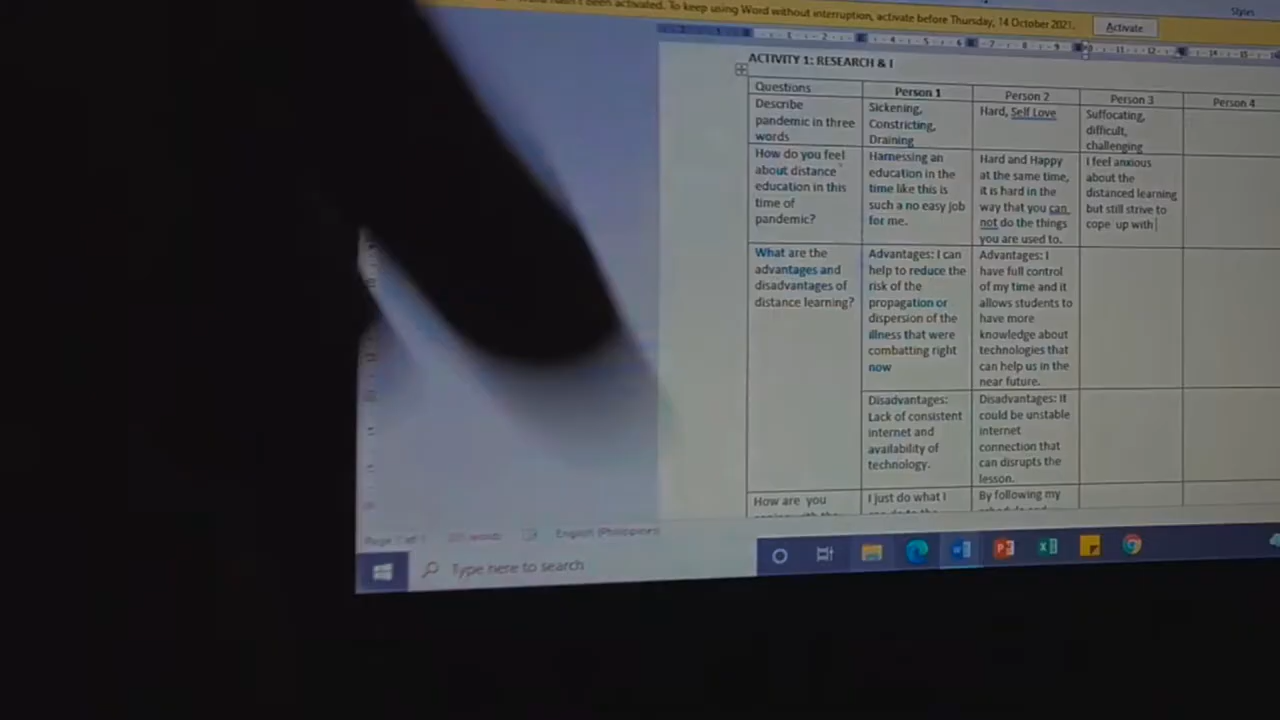 Styles
been activated. To keep using Word without interruption, activate before Thursday, 14 October 2021.
Activate
ACTIVITY 1: RESEARCH & I
Questions
Person 1
Person 2
Person 3
Person 4
Describe
pandemic in three
words
Sickening,
Constricting,
Draining
Hard, Self Love
Suffocating,
difficult,
challenging
How do you feel
about distance
education in this
time of
pandemic?
Harnessing an
education in the
time like this is
such a no easy job
for me.
Hard and Happy
at the same time,
it is hard in the
way that you can
not do the things
you are used to.
I feel anxious
about the
distanced learning
but still strive to
cope up with
What are the
advantages and
disadvantages of
distance learning?
Advantages: I can
help to reduce the
risk of the
propagation or
dispersion of the
illness that were
combatting right
now
Advantages: I
have full control
of my time and it
allows students to
have more
knowledge about
technologies that
can help us in the
near future.
Disadvantages:
Lack of consistent
internet and
availability of
technology.
Disadvantages: It
could be unstable
internet
connection that
can disrupts the
lesson.
How are you
I just do what I
By following my
Page 1 of 1
words
English (Philippines)
Type here to search